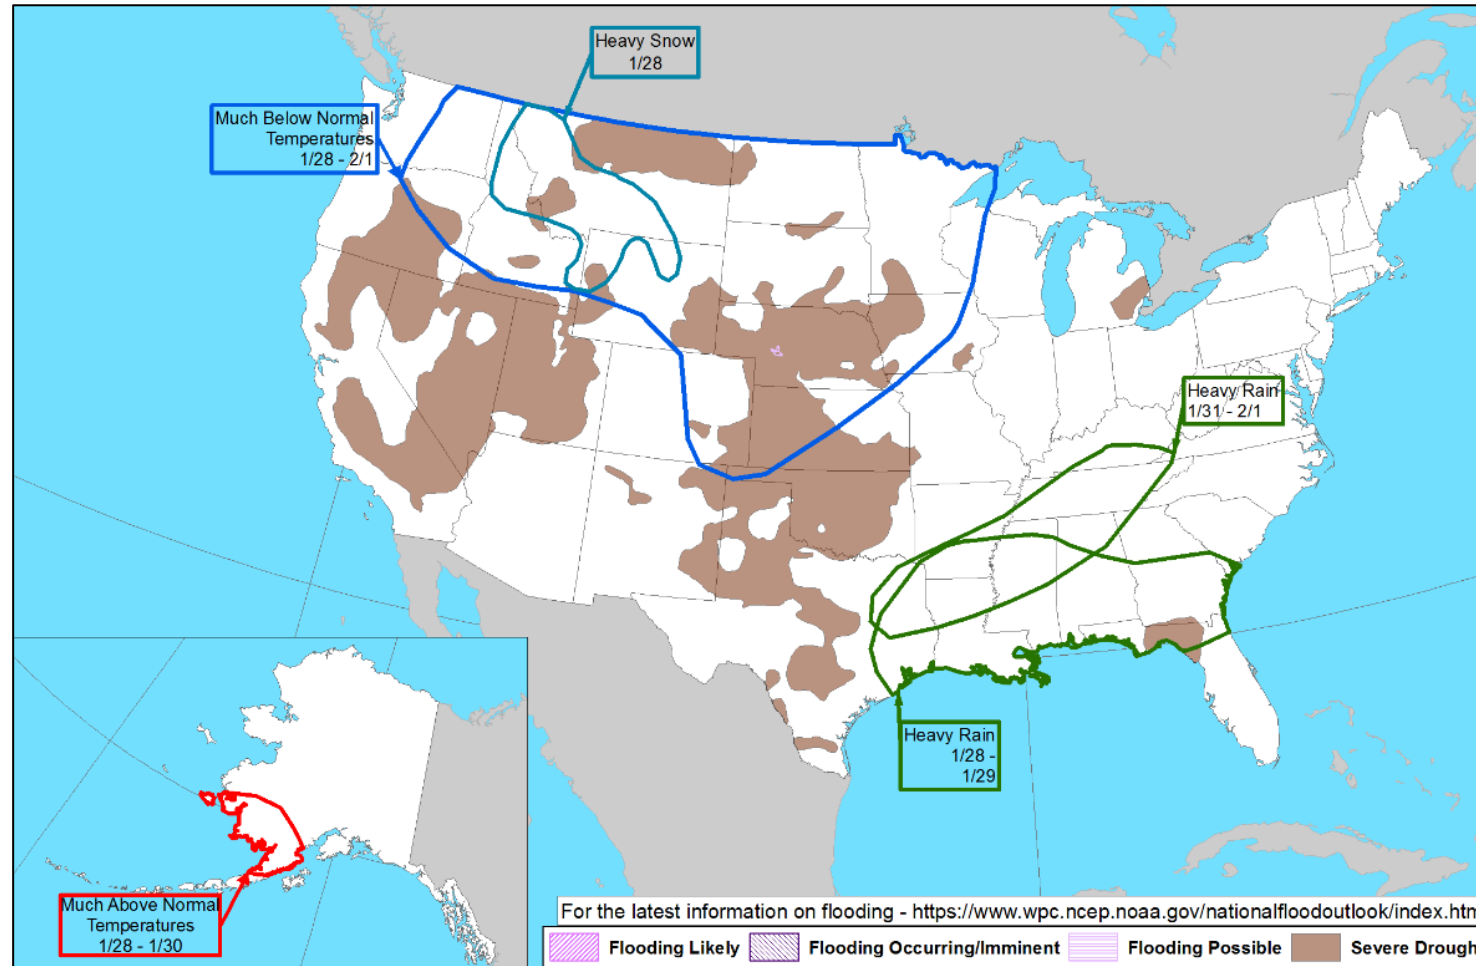 Heavy Snow
1/28
Much Below Normal
Temperatures
1/28 - 2/1
Heavy Rain
1/31 - 2/1
Heavy Rain
1/28 -
1/29
Much Above Normal
Temperatures
1/28 - 1/30
For the latest information on flooding - https://www.wpc.ncep.noaa.gov/nationalfloodoutlook/index.htm
Flooding Likely
Flooding Occurring/Imminent
Flooding Possible
Severe Drough